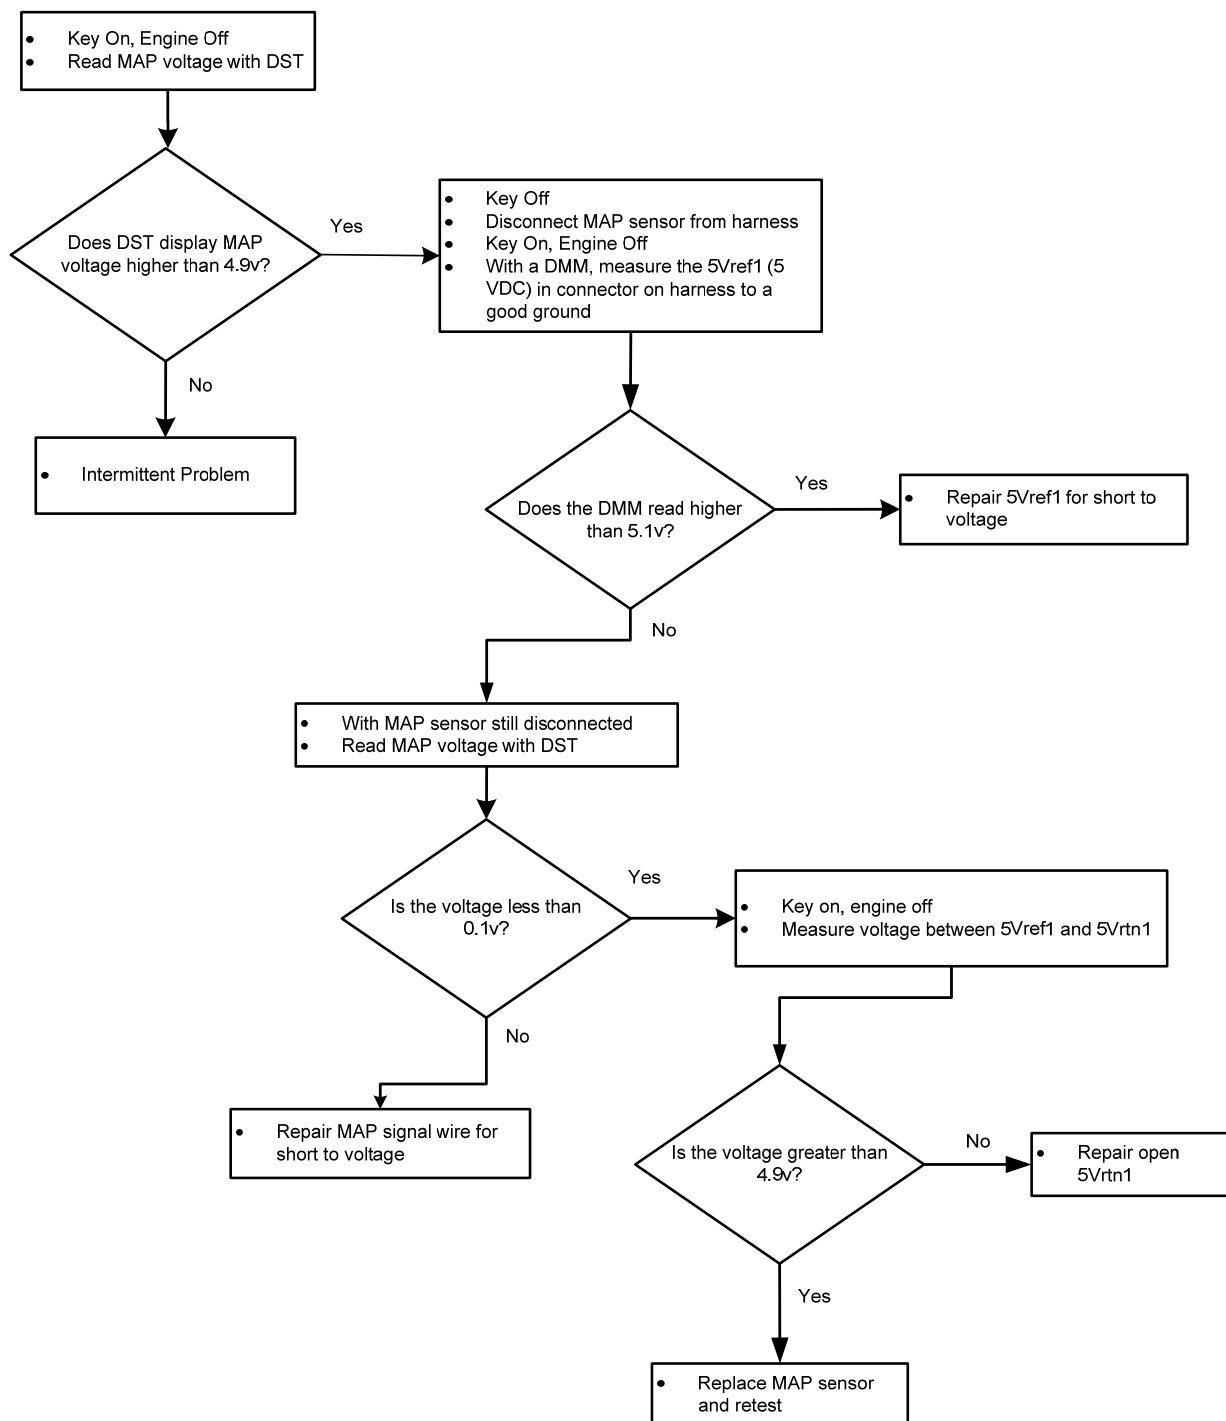 • Key On, Engine Off
• Read MAP voltage with DST
Does DST display MAP
voltage higher than 4.9v?
Yes
• Key Off
• Disconnect MAP sensor from harness
• Key On, Engine Off
• With a DMM, measure the 5Vref1 (5
VDC) in connector on harness to a
good ground
No
• Intermittent Problem
Does the DMM read higher
than 5.1v?
Yes
• Repair 5Vref1 for short to
voltage
No
• With MAP sensor still disconnected
• Read MAP voltage with DST
Is the voltage less than
0.1v?
Yes
• Key on, engine off
• Measure voltage between 5Vref1 and 5Vrtn1
No
• Repair MAP signal wire for
short to voltage
Is the voltage greater than
4.9v?
No
• Repair open
5Vrtn1
Yes
• Replace MAP sensor
and retest